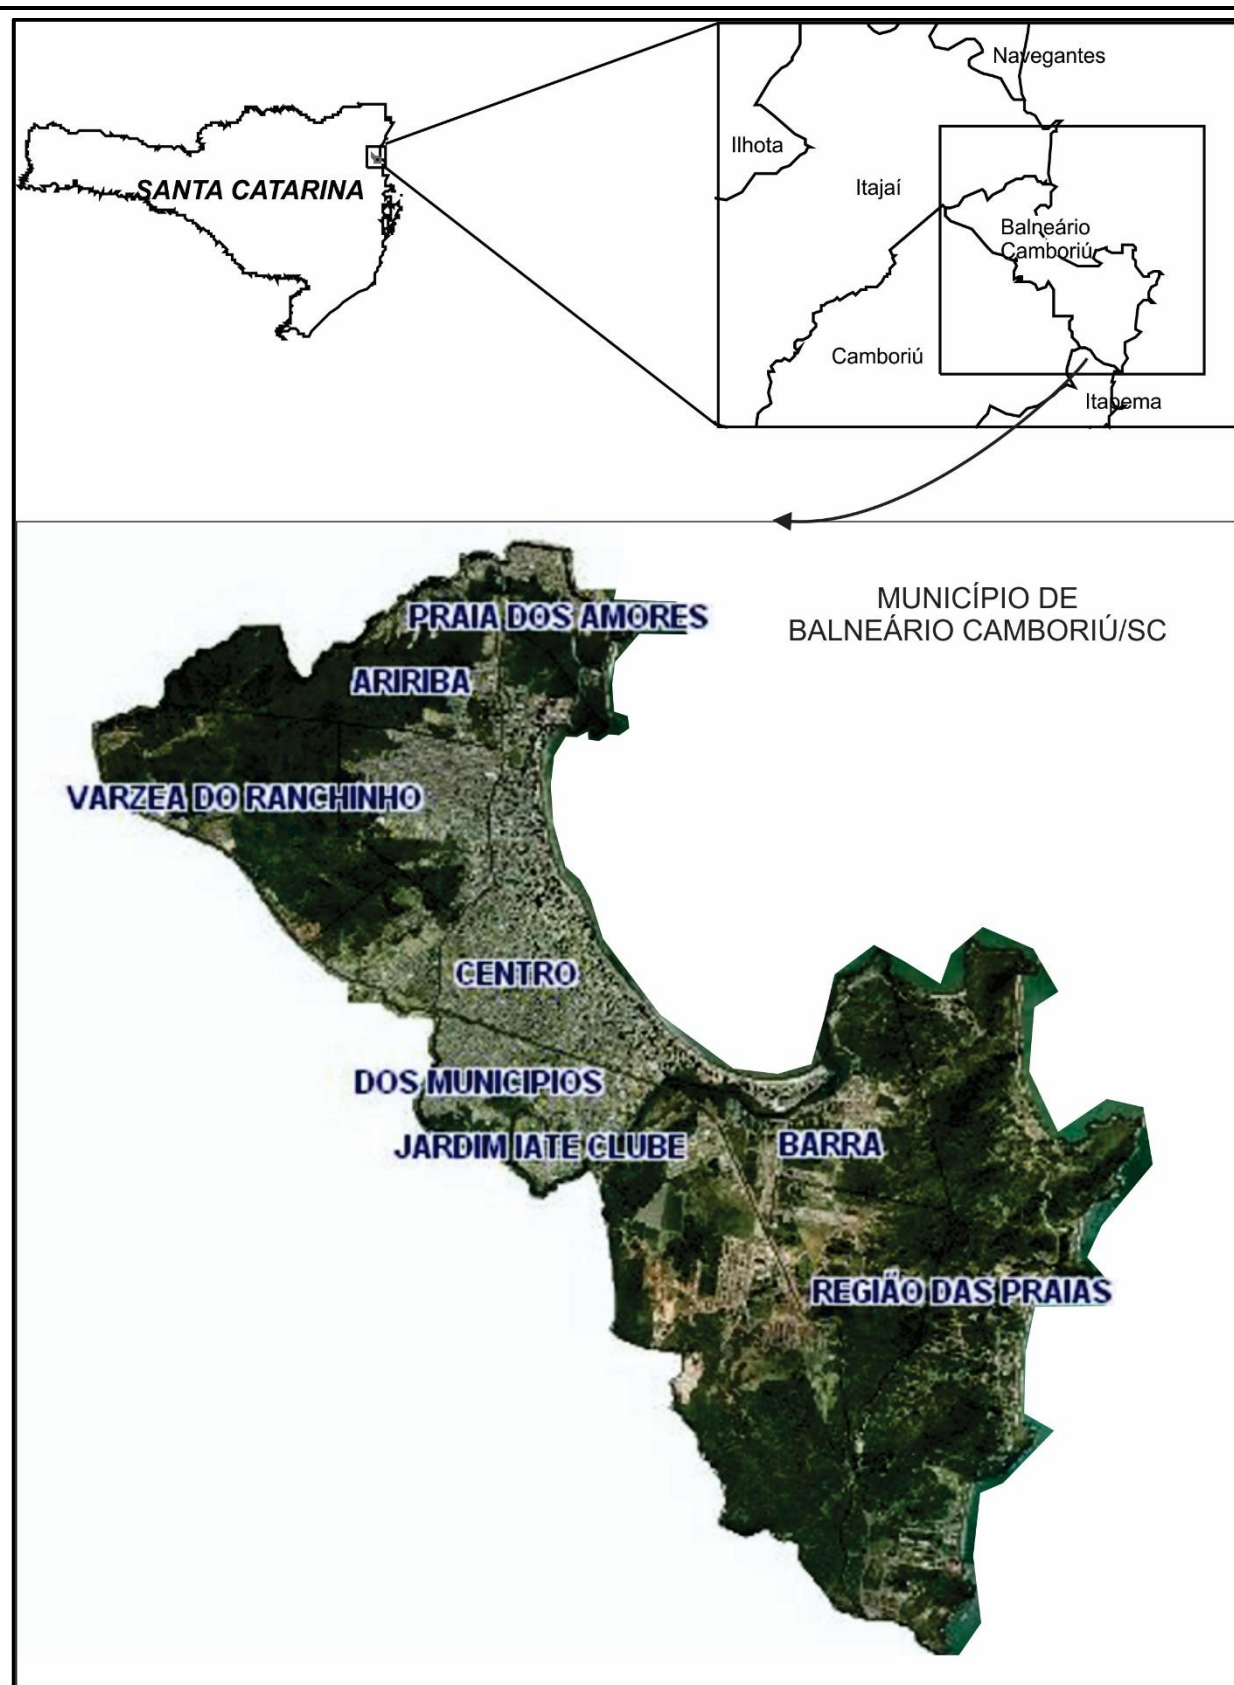 SANTA CATARINA
Navegantes
Ilhota
Itajaí
Balneário
Camboriú
Camboriú
Itapema
MUNICÍPIO DE
BALNEÁRIO CAMBORIÚ/SC
PRAIA DOS AMORES
ARIRIBA
VARZEA DO RANCHINHO
CENTRO
DOS MUNICIPIOS
JARDIM IATE CLUBE
BARRA
REGIÃO DAS PRAIAS